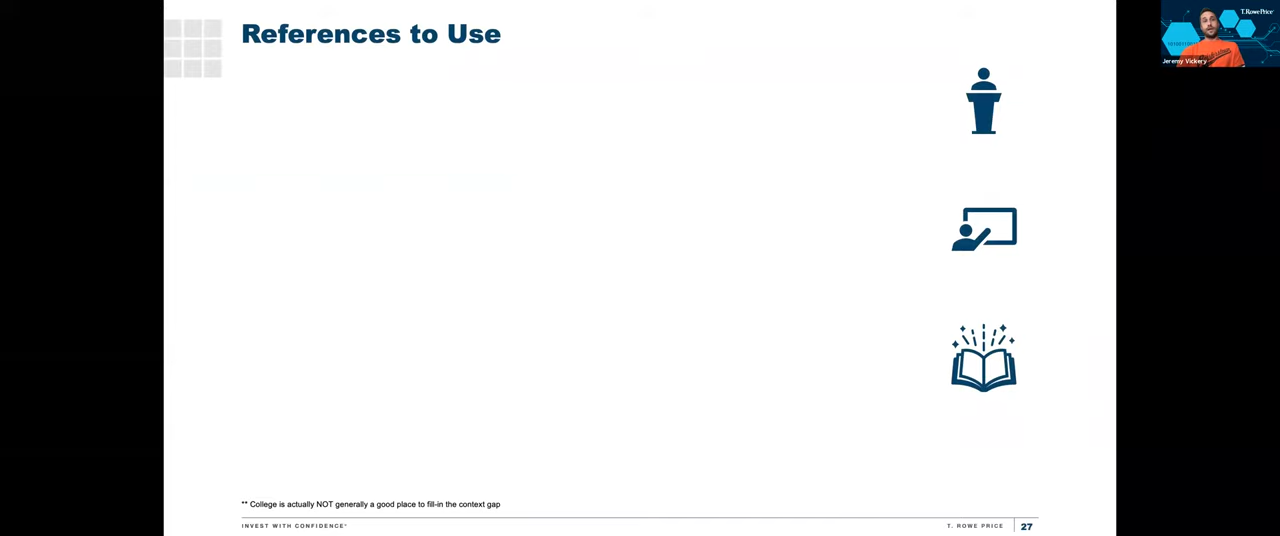 References to Use
T.RowePrice
Jeremy Vickery
** College is actually NOT generally a good place to fill-in the context gap
INVEST WITH CONFIDENCE
T. ROWE PRICE
27